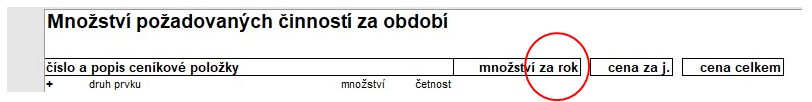 Množství požadovaných činností za období
číslo a popis ceníkové položky množství za rok cena za j. cena celkem
+ druh prvku množství četnost